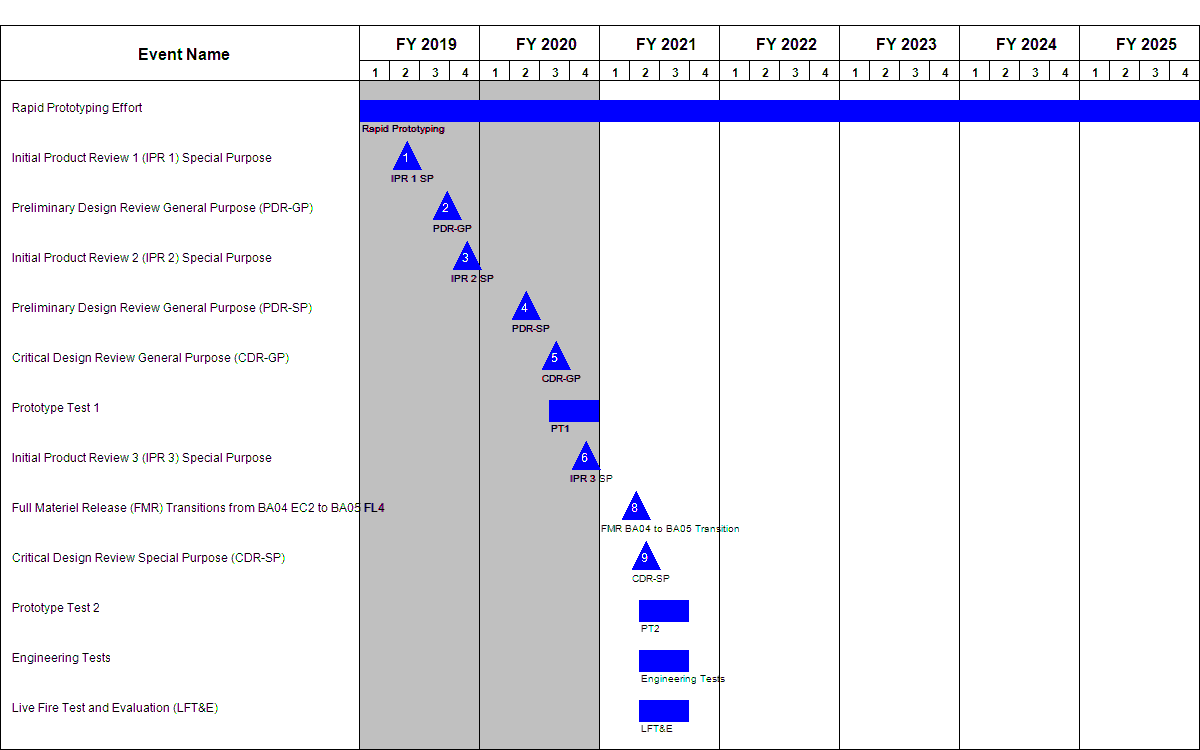 Event Name FY 2019 FY 2020 FY 2021 FY 2022 FY 2023 FY 2024 FY 2025
1 2 3 4 1 2 3 4 1 2 3 4 1 2 3 4 1 2 3 4 1 2 3 4 1 2 3 4
Rapid Prototyping Effort
Rapid Prototyping
Initial Product Review 1 (IPR 1) Special Purpose 1
IPR 1 SP
Preliminary Design Review General Purpose (PDR-GP) 2
PDR-GP
Initial Product Review 2 (IPR 2) Special Purpose 3
IPR 2 SP
Preliminary Design Review General Purpose (PDR-SP) 4
PDR-SP
Critical Design Review General Purpose (CDR-GP) 5
CDR-GP
Prototype Test 1
PT1
Initial Product Review 3 (IPR 3) Special Purpose 6
IPR 3 SP
Full Materiel Release (FMR) Transitions from BA04 EC2 to BA05 FL4 8
FMR BA04 to BA05 Transition
Critical Design Review Special Purpose (CDR-SP) 9
CDR-SP
Prototype Test 2
PT2
Engineering Tests
Engineering Tests
Live Fire Test and Evaluation (LFT&E)
LFT&E